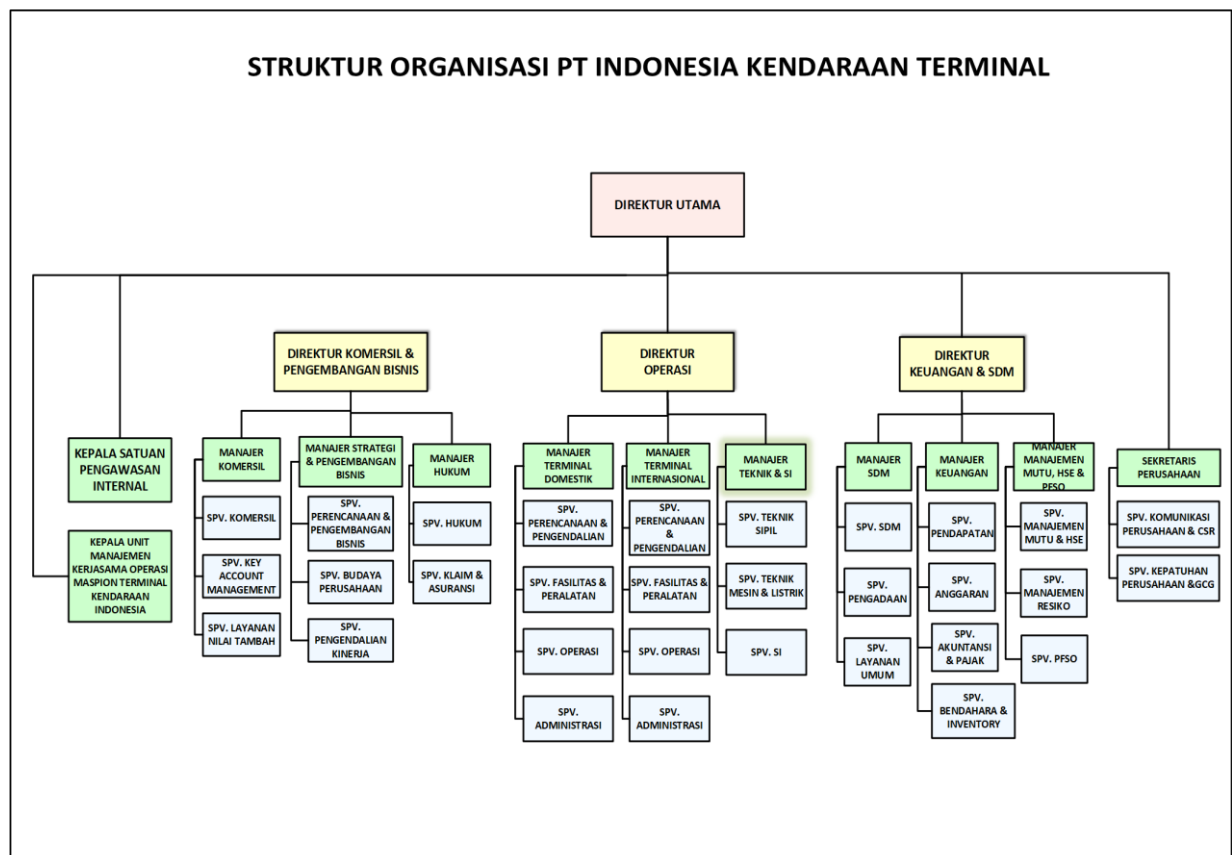 STRUKTUR ORGANISASI PT INDONESIA KENDARAAN TERMINAL
DIREKTUR UTAMA
DIREKTUR KOMERSIL &
PENGEMBANGAN BISNIS
DIREKTUR
OPERASI
DIREKTUR
KEUANGAN & SDM
KEPALA SATUAN
PENGAWASAN
INTERNAL
KEPALA UNIT
MANAJEMEN
KERJASAMA OPERASI
MASPION TERMINAL
KENDARAAN
INDONESIA
MANAJER
KOMERSIL
SPV. KOMERSIL
SPV. KEY
ACCOUNT
MANAGEMENT
SPV. LAYANAN
NILAI TAMBAH
MANAJER STRATEGI
& PENGEMBANGAN
BISNIS
SPV.
PERENCANAAN &
PENGEMBANGAN
BISNIS
SPV. BUDAYA
PERUSAHAAN
SPV.
PENGENDALIAN
KINERJA
MANAJER
HUKUM
SPV. HUKUM
SPV. KLAIM &
ASURANSI
MANAJER
TERMINAL
DOMESTIK
SPV.
PERENCANAAN &
PENGENDALIAN
SPV. FASILITAS &
PERALATAN
SPV. OPERASI
SPV.
ADMINISTRASI
MANAJER
TERMINAL
INTERNASIONAL
SPV.
PERENCANAAN
&
PENGENDALIAN
SPV. FASILITAS &
PERALATAN
SPV. OPERASI
SPV.
ADMINISTRASI
MANAJER
TEKNIK & SI
SPV. TEKNIK
SIPIL
SPV. TEKNIK
MESIN & LISTRIK
SPV. SI
MANAJER
SDM
SPV. SDM
SPV.
PENGADAAN
SPV.
LAYANAN
UMUM
MANAJER
KEUANGAN
SPV.
PENDAPATAN
SPV.
ANGGARAN
SPV.
AKUNTANSI
& PAJAK
SPV.
BENDAHARA &
INVENTORY
MANAJER
MANAJEMEN
MUTU, HSE &
PFSO
SPV.
MANAJEMEN
MUTU & HSE
SPV.
MANAJEMEN
RESIKO
SPV. PFSO
SEKRETARIS
PERUSAHAAN
SPV. KOMUNIKASI
PERUSAHAAN & CSR
SPV. KEPATUHAN
PERUSAHAAN &GCG